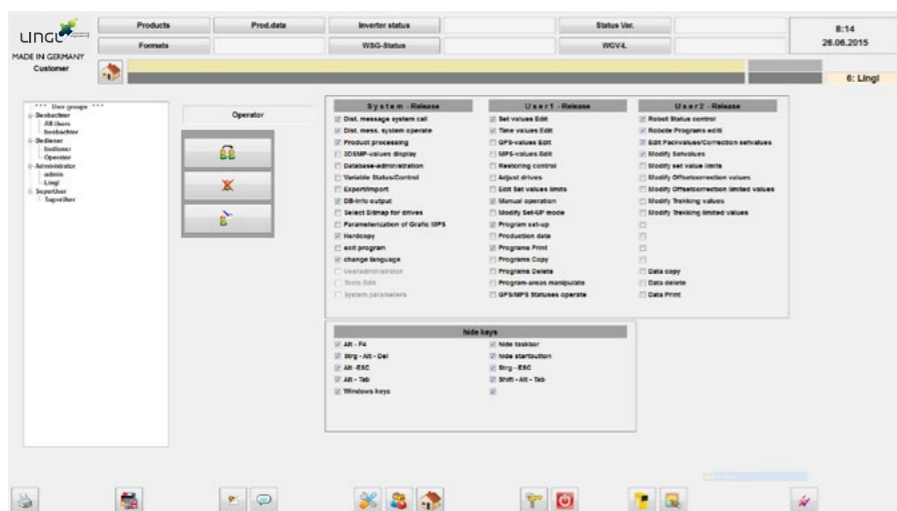 LINGL
MADE IN GERMANY
Customer
Products
Prod.data
Inverter status
Status Ver.
Formats
WSG-Status
WGV-L
8:14
26.06.2015
6: Lingl
*** User groups ***
Beobachter
All Users
beobachter
Bediener
bediener
Operator
Administrator
admin
Lingl
SuperUser
SuperUser
Operator
System - Release
Dist. message system call
Dist. mess. system operate
Product processing
3DSMP-values display
Database-administration
Variable Status/Control
Export/Import
DB-Info output
Select Bitmap for drives
Parameterization of Grafic MPS
Hardcopy
exit program
change language
Useradministrator
Texts Edit
System parameters
User1 - Release
Set values Edit
Time values Edit
GPS-values Edit
MPS-values Edit
Restoring control
Adjust drives
Edit Set values limits
Manual operation
Modify Set-UP mode
Program set-up
Production data
Programs Print
Programs Copy
Programs Delete
Program-areas manipulate
GPS/MPS Statuses operate
User2 - Release
Robot Status control
Robote Programs editi
Edit Packvalues/Correction setvalues
Modify Setvalues
Modify set value limits
Modify Offsetcorrection values
Modify Offsetcorrection limited values
Modify Trekking values
Modify Trekking limited values
Data copy
Data delete
Data Print
hide keys
Alt - F4
Strg - Alt - Del
Alt -ESC
Alt - Tab
Windows keys
hide taskbar
hide startbutton
Strg - ESC
Shift - Alt - Tab